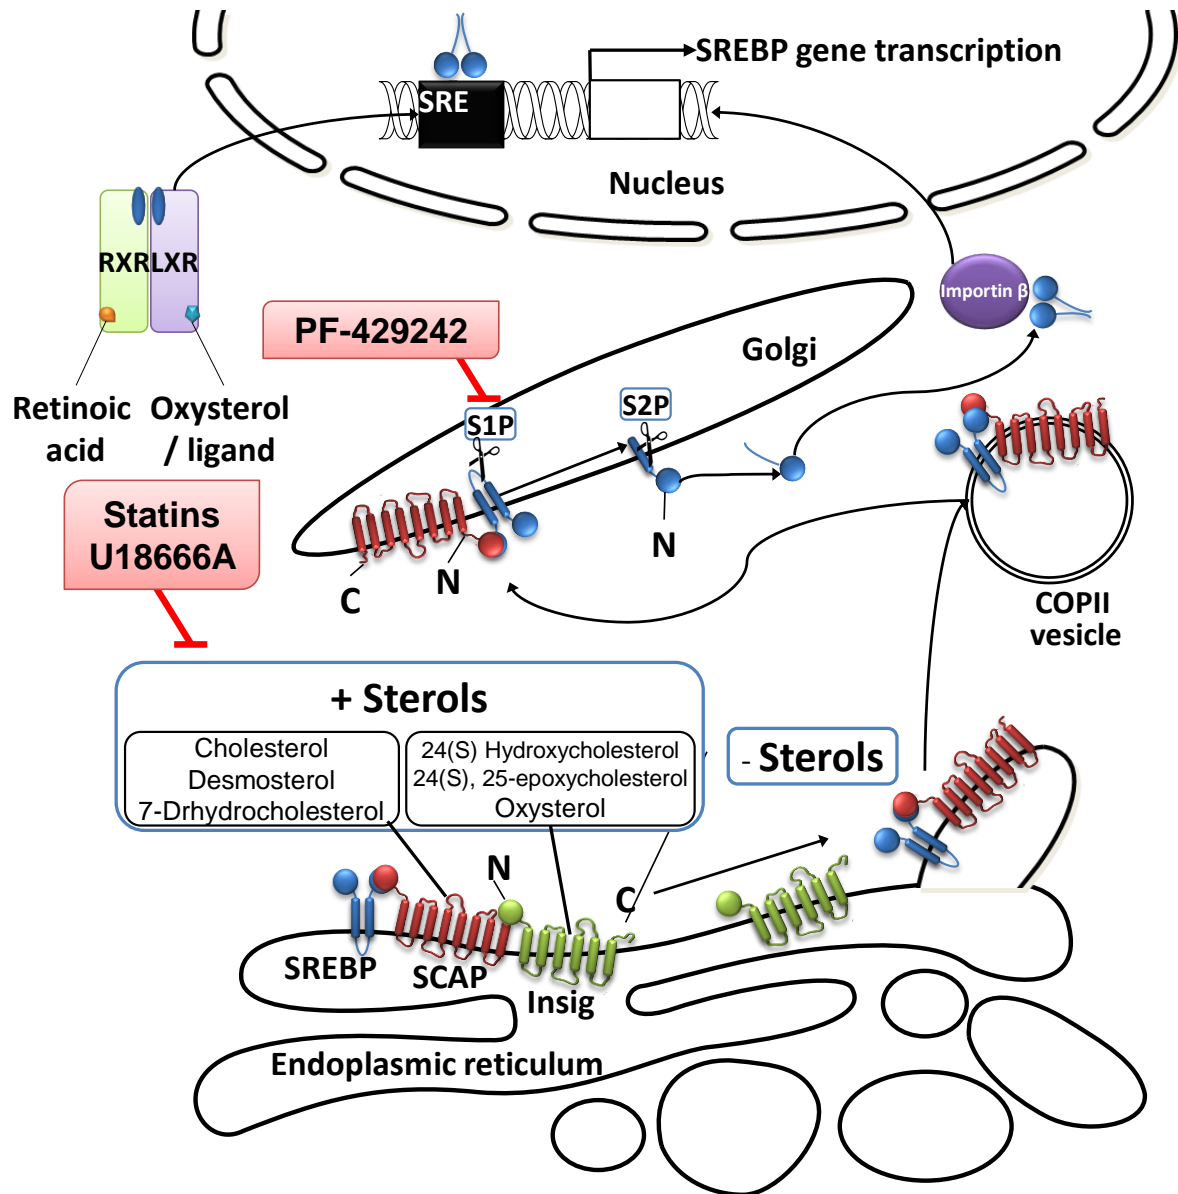 SREBP gene transcription
SRE
Nucleus
RXR
LXR
Importin β
PF-429242
Golgi
Retinoic
acid
Oxysterol
/ ligand
S1P
S2P
Statins
U18666A
N
N
C
COPII
vesicle
+ Sterols
- Sterols
Cholesterol
Desmosterol
7-Drhydrocholesterol
24(S) Hydroxycholesterol
24(S), 25-epoxycholesterol
Oxysterol
N
C
SREBP
SCAP
Insig
Endoplasmic reticulum